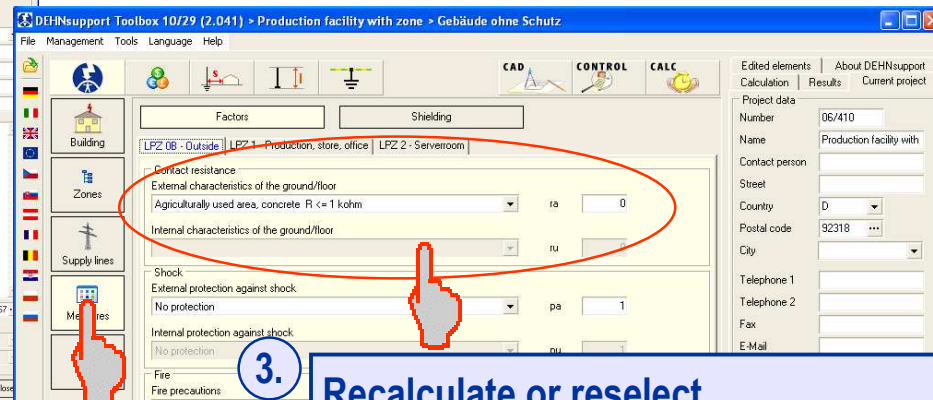 DEHNsupport Toolbox 10/29 (2.041) > Production facility with zone > Gebäude ohne Schutz
File Management Tools Language Help
CAD CONTROL CALC
Edited elements About DEHNsupport
Calculation Results Current project
Factors Shielding
LPZ 0B - Outside LPZ 1 - Production, store, office LPZ 2 - Serverroom
Building
Zones
Supply lines
Contact resistance
External characteristics of the ground/floor
Agriculturally used area, concrete R <= 1 kohm ra 0
Internal characteristics of the ground/floor
ru 0
Shock
External protection against shock
No protection pa 1
Internal protection against shock
No protection pu 1
Fire
Fire precautions
Project data
Number 06/410
Name Production facility with
Contact person
Street
Country D
Postal code 92318 ...
City
Telephone 1
Telephone 2
Fax
E-Mail
3.
Recalculate or reselect